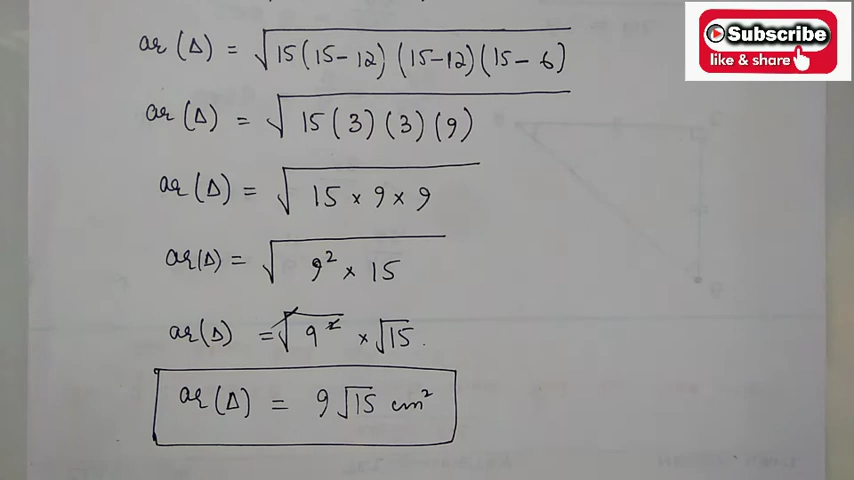 Subscribe
like & share
ar (Δ) = √15(15-12)(15-12)(15-6)
ar (Δ) = √15(3)(3)(9)
ar (Δ) = √15 × 9 × 9
ar(Δ) = √9² × 15
ar(Δ) = √9² × √15.
ar(Δ) = 9√15 cm²